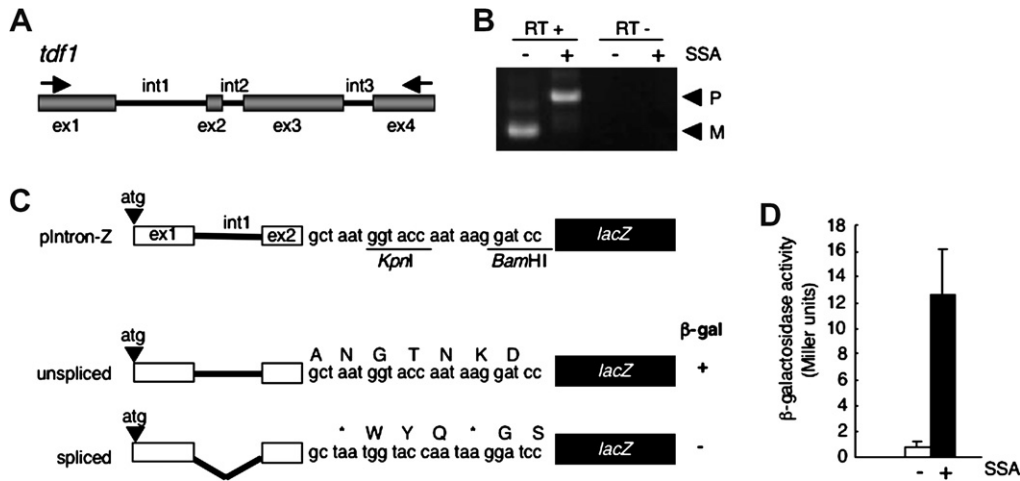 A
tdf1
int1 int2 int3
ex1 ex2 ex3 ex4
B
RT + RT -
- + - + SSA
P
M
C
atg
pIntron-Z ex1 int1 ex2 gct aat ggt acc aat aag gat cc lacZ
KpnI BamHI
β-gal
atg
A N G T N K D
unspliced gct aat ggt acc aat aag gat cc lacZ +
atg
* W Y Q * G S
spliced gc taa tgg tac caa taa gga tcc lacZ -
D
β-galactosidase activity
(Miller units)
18
16
14
12
10
8
6
4
2
0
- + SSA